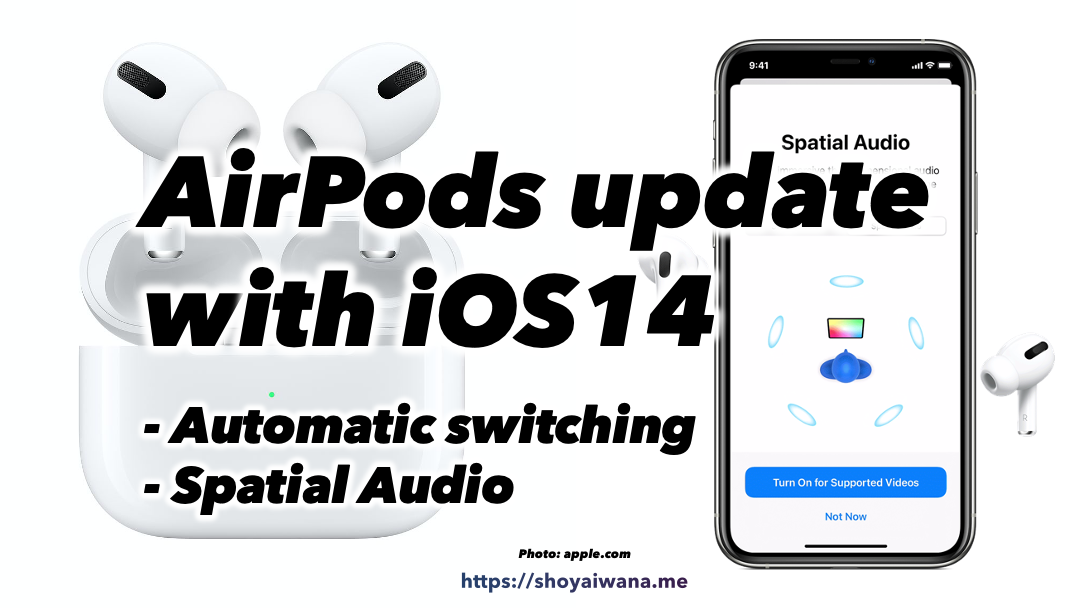 AirPods update
with iOS14
- Automatic switching
- Spatial Audio
Photo: apple.com
https://shoyaiwana.me
9:41
Spatial Audio
audio
Turn On for Supported Videos
Not Now
R